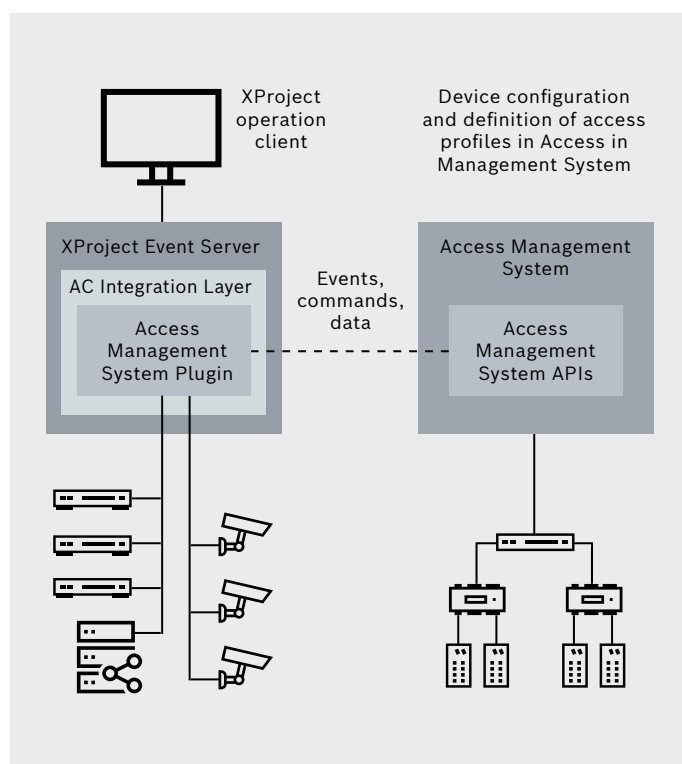 XProject
operation
client
Device configuration
and definition of access
profiles in Access in
Management System
XProject Event Server
AC Integration Layer
Access
Management
System Plugin
Events,
commands,
data
Access Management
System
Access
Management
System APIs